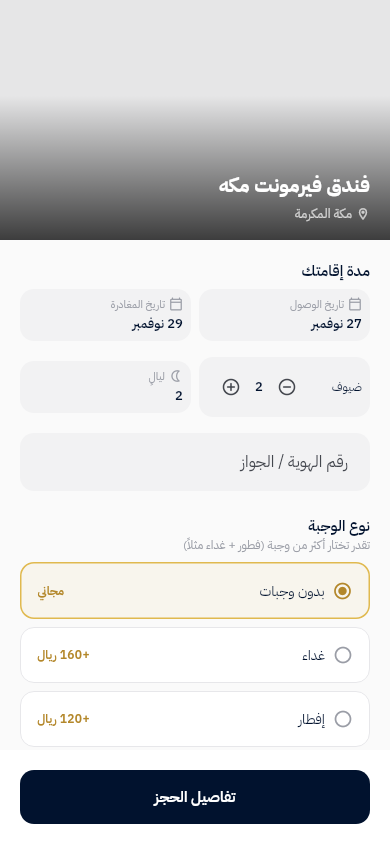 فندق فيرمونت مكه
مكة المكرمة
مدة إقامتك
تاريخ الوصول
27 نوفمبر
تاريخ المغادرة
29 نوفمبر
ضيوف
2
ليالٍ
2
رقم الهوية / الجواز
نوع الوجبة
تقدر تختار أكثر من وجبة (فطور + غداء مثلاً)
بدون وجبات
مجاني
غداء
+160 ريال
إفطار
+120 ريال
تفاصيل الحجز